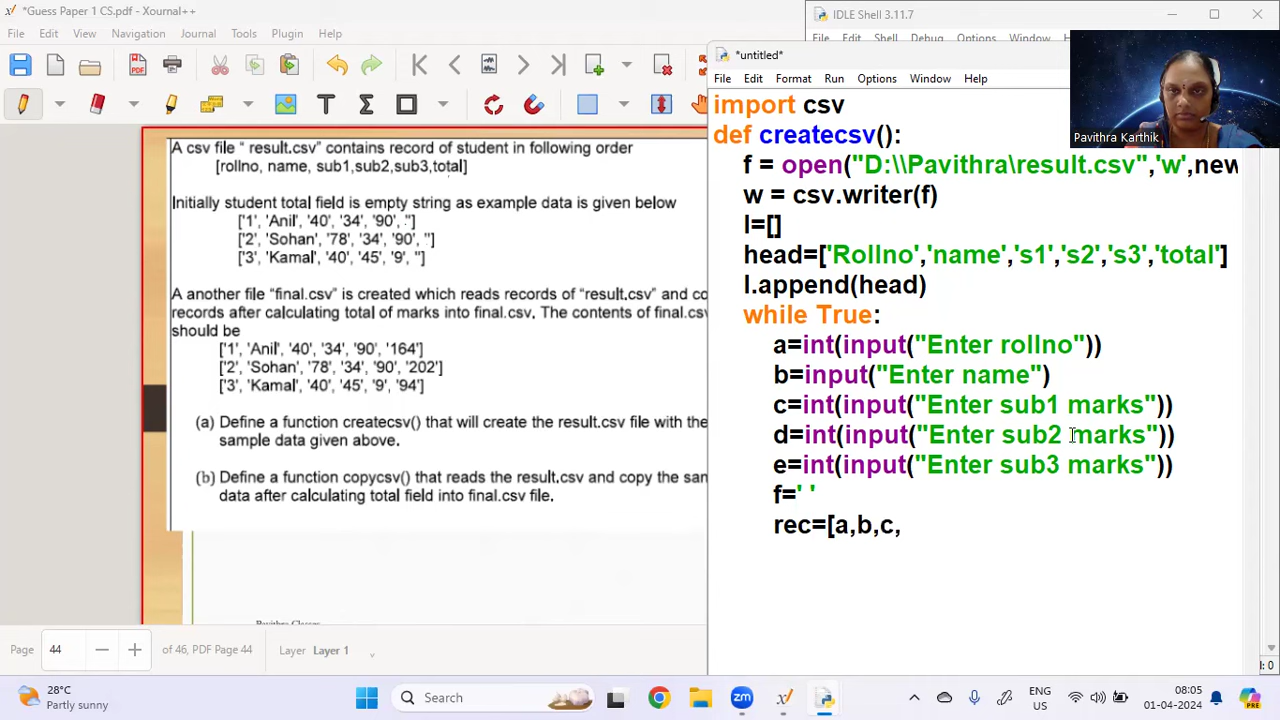 *Guess Paper 1 CS.pdf - Xournal++
File Edit View Navigation Journal Tools Plugin Help
A csv file “ result.csv” contains record of student in following order
[rollno, name, sub1,sub2,sub3,total]
Initially student total field is empty string as example data is given below
['1', 'Anil', '40', '34', '90', '']
['2', 'Sohan', '78', '34', '90', '']
['3', 'Kamal', '40', '45', '9', '']
A another file “final.csv” is created which reads records of “result.csv” and co
records after calculating total of marks into final.csv. The contents of final.csv
should be
['1', 'Anil', '40', '34', '90', '164']
['2', 'Sohan', '78', '34', '90', '202']
['3', 'Kamal', '40', '45', '9', '94']
(a) Define a function createcsv() that will create the result.csv file with the
sample data given above.
(b) Define a function copycsv() that reads the result.csv and copy the san
data after calculating total field into final.csv file.
Pavithra Classes
Page 44 of 46, PDF Page 44 Layer Layer 1
IDLE Shell 3.11.7
File Edit Shell Debug Options Window
*untitled*
File Edit Format Run Options Window Help
Pavithra Karthik
import csv
def createcsv():
f = open("D:\\Pavithra\result.csv",'w',new
w = csv.writer(f)
l=[]
head=['Rollno','name','s1','s2','s3','total']
l.append(head)
while True:
a=int(input("Enter rollno"))
b=input("Enter name")
c=int(input("Enter sub1 marks"))
d=int(input("Enter sub2 marks"))
e=int(input("Enter sub3 marks"))
f=' '
rec=[a,b,c,
: 0
28°C
Partly sunny
Search
ENG
US
08:05
01-04-2024
PRE